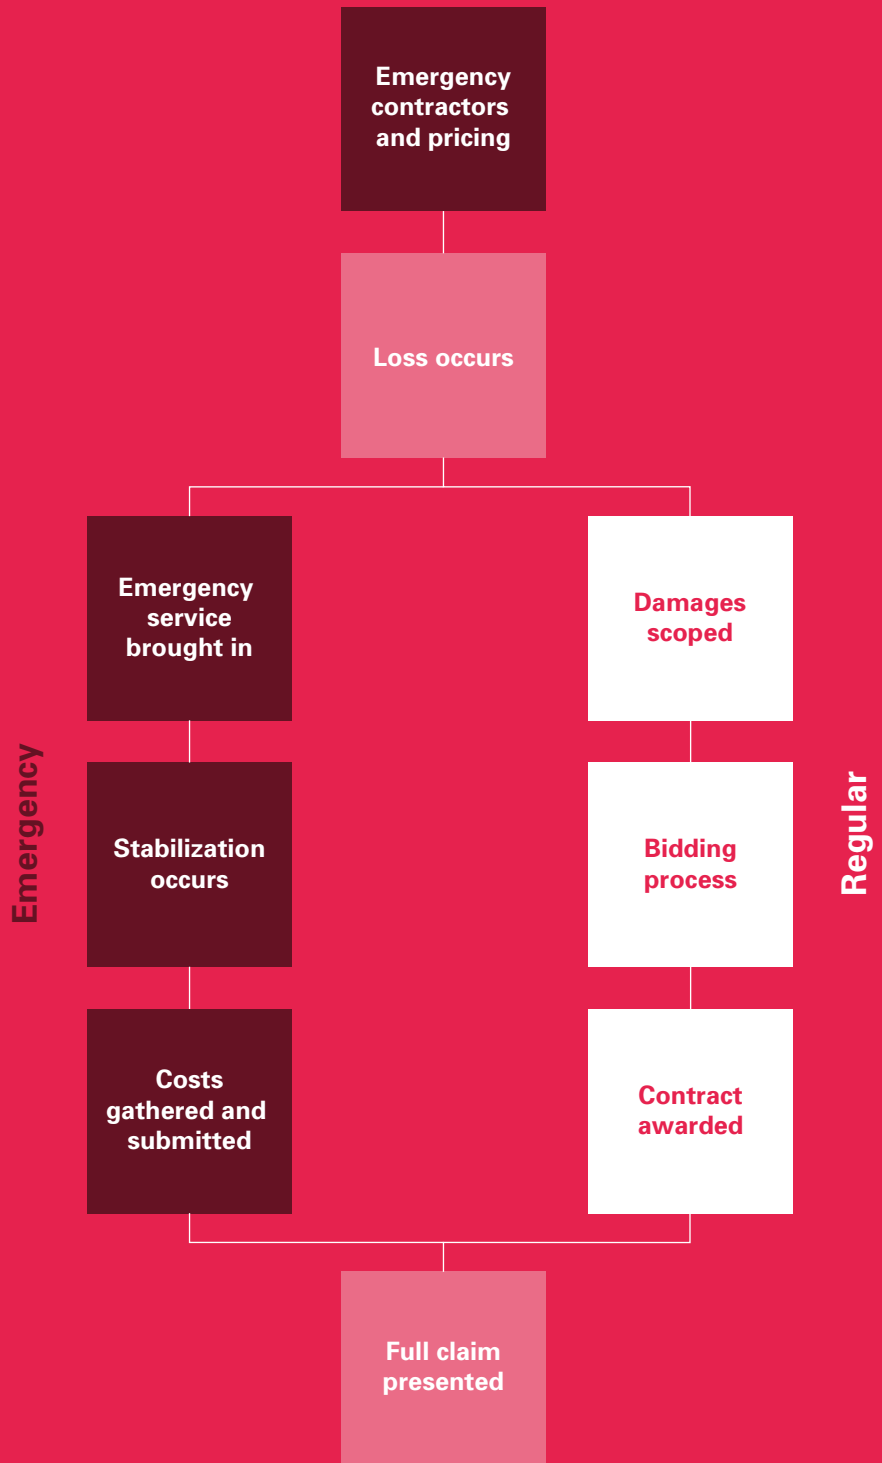 Emergency
contractors
and pricing
Loss occurs
Emergency
Emergency
service
brought in
Stabilization
occurs
Costs
gathered and
submitted
Damages
scoped
Bidding
process
Contract
awarded
Regular
Full claim
presented